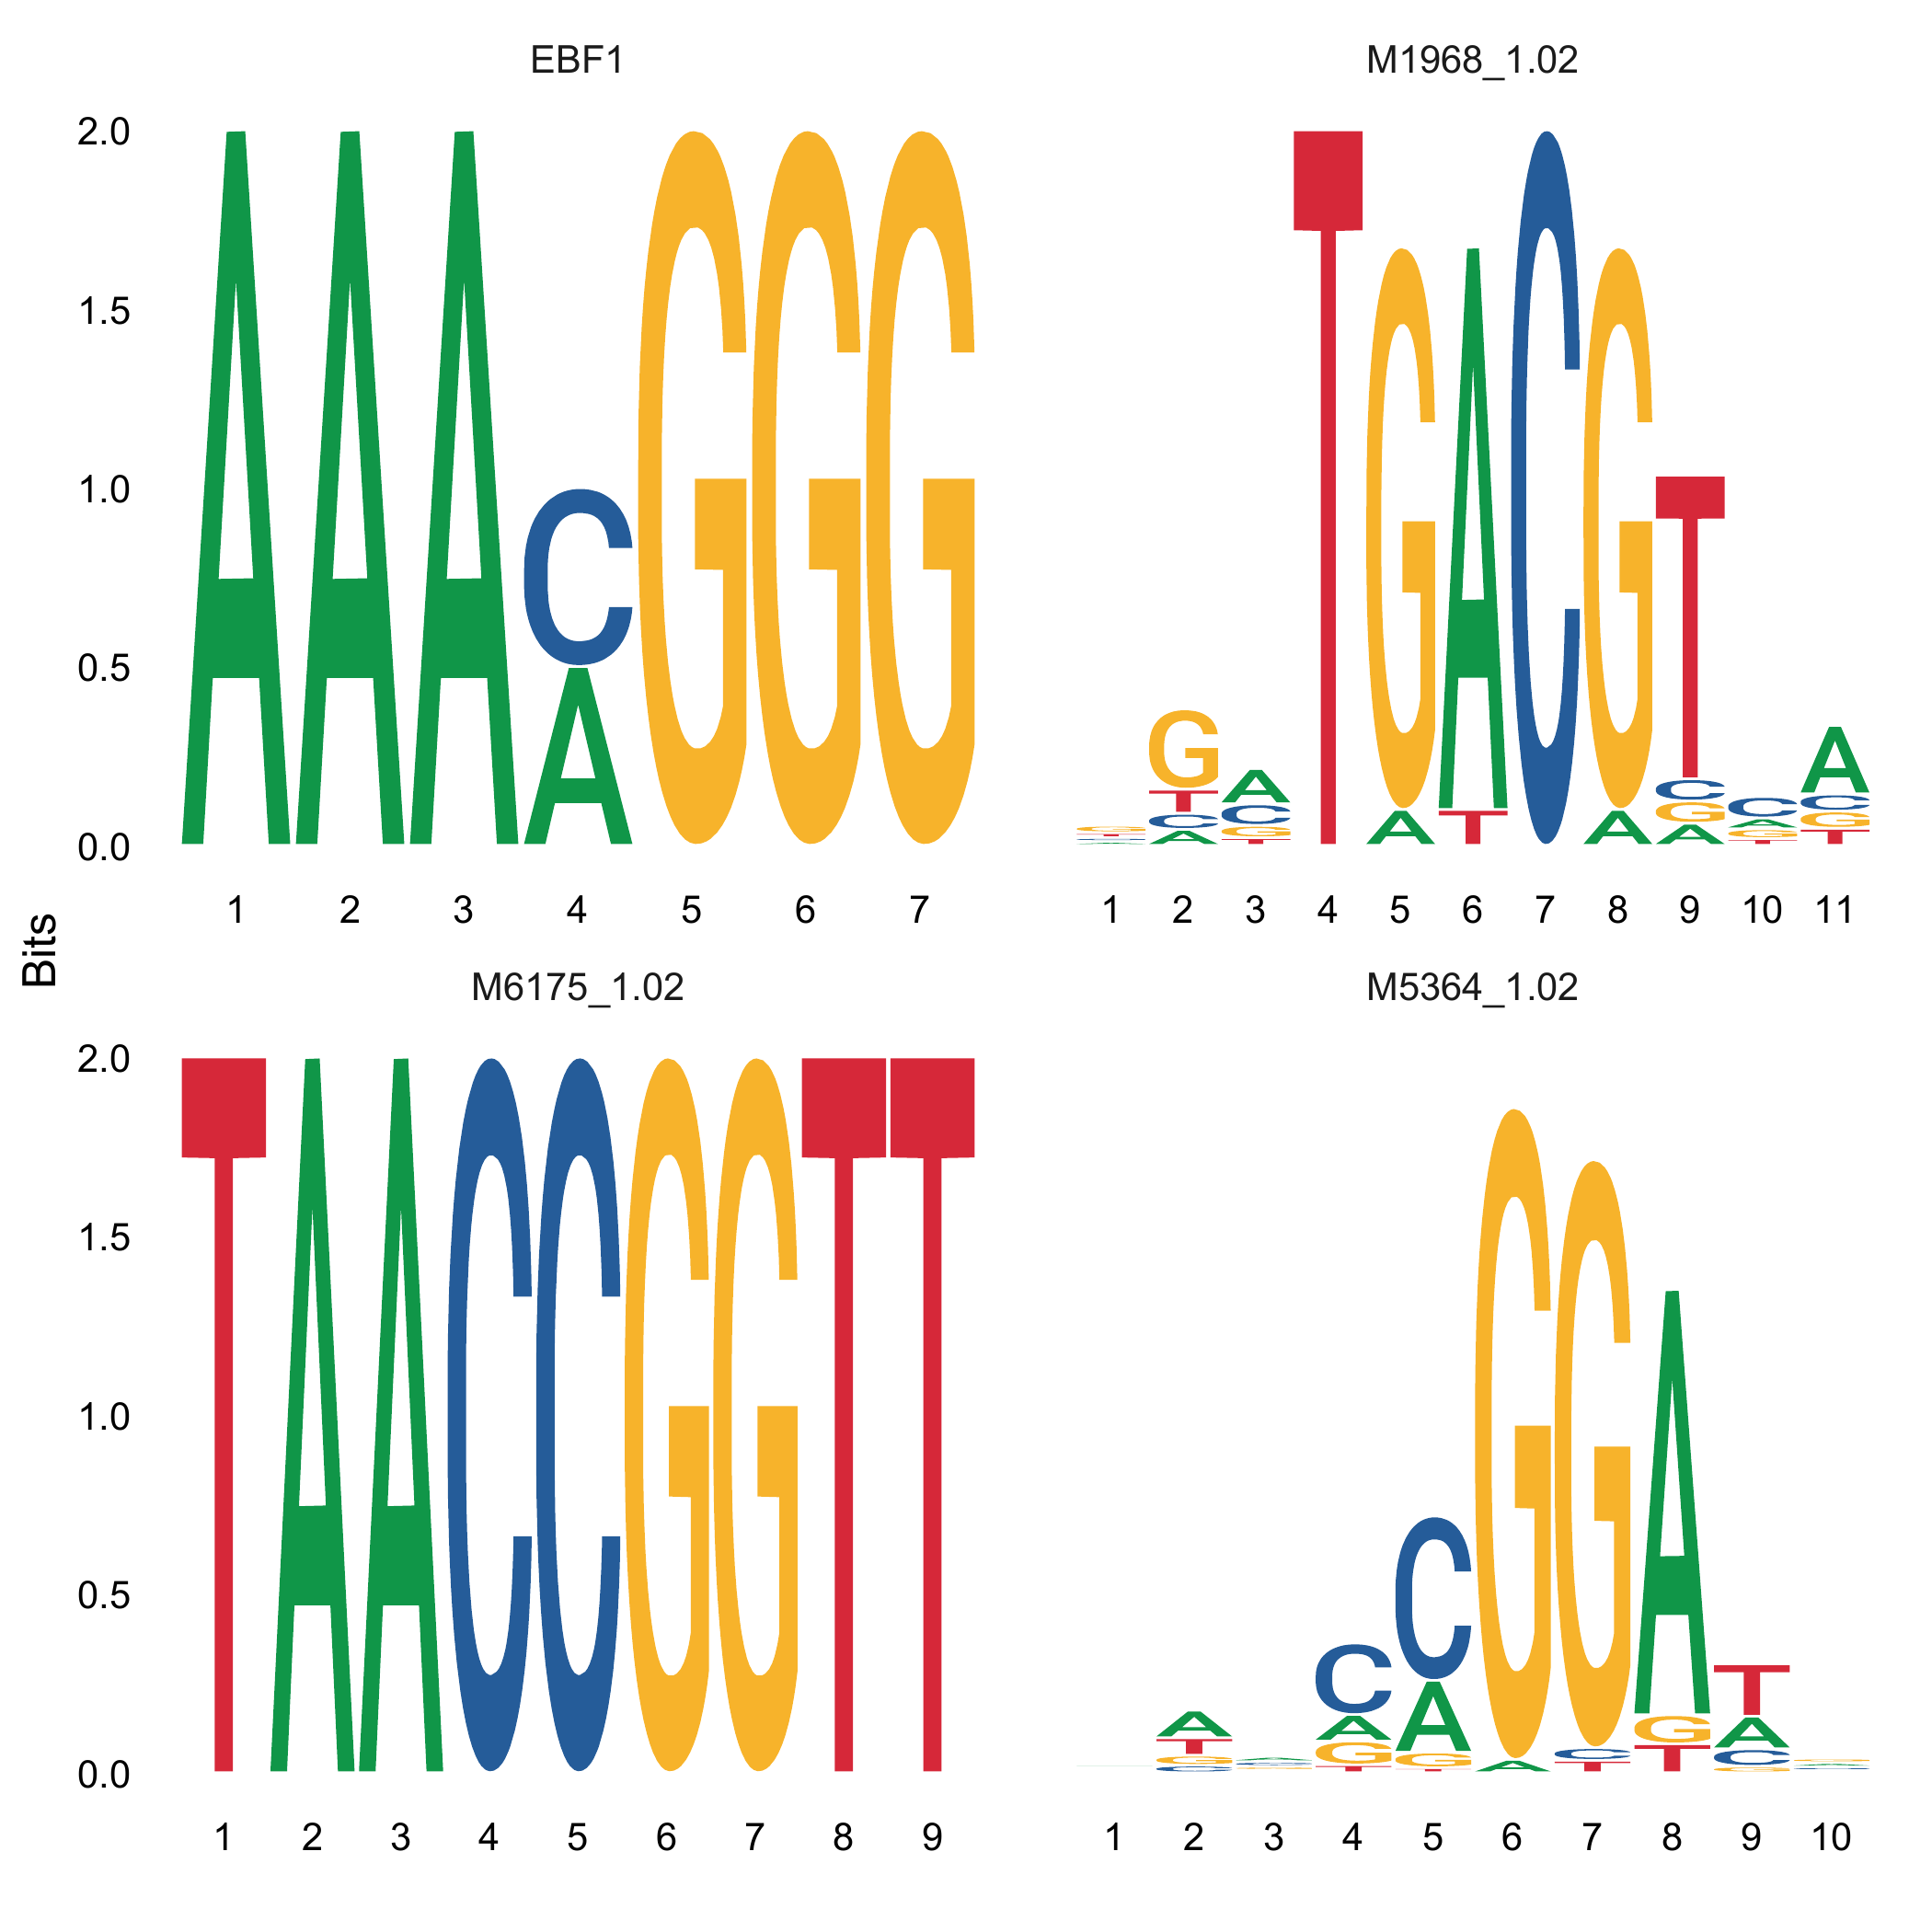 EBF1 M1968_1.02
2.0
1.5
1.0
0.5
0.0
AAACGGG
A
1 2 3 4 5 6 7
TGACGT
G A T C C A
T C A T A C G A C
C G G G G
A T A T T
1 2 3 4 5 6 7 8 9 10 11
Bits
M6175_1.02 M5364_1.02
2.0
1.5
1.0
0.5
0.0
TAACCGGTT
1 2 3 4 5 6 7 8 9
A C C G G A T
T A A A C G A
G G G T T C
C T T G
1 2 3 4 5 6 7 8 9 10